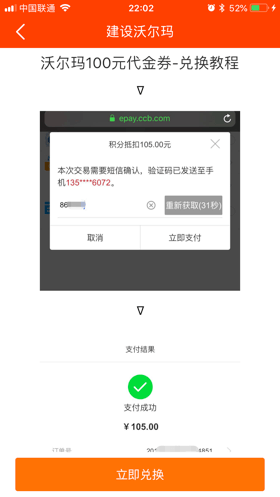 中国联通
22:02
52%
建设沃尔玛
沃尔玛100元代金券-兑换教程
epay.ccb.com
积分抵扣105.00元
本次交易需要短信确认，验证码已发送至手
机135****6072。
86
重新获取(31秒)
取消
立即支付
支付结果
支付成功
¥105.00
订单号
201
4851
立即兑换